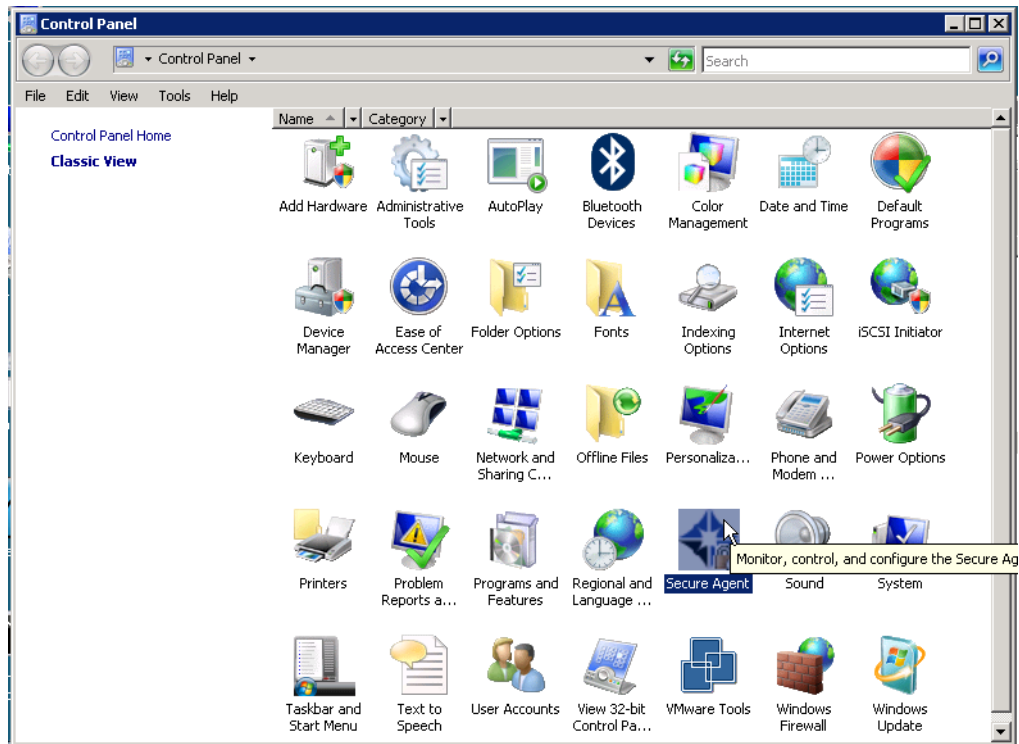 Control Panel
Control Panel
Search
File Edit View Tools Help
Control Panel Home
Classic View
Name Category
Add Hardware
Administrative
Tools
AutoPlay
Bluetooth
Devices
Color
Management
Date and Time
Default
Programs
Device
Manager
Ease of
Access Center
Folder Options
Fonts
Indexing
Options
Internet
Options
iSCSI Initiator
Keyboard
Mouse
Network and
Sharing C...
Offline Files
Personaliza...
Phone and
Modem ...
Power Options
Printers
Problem
Reports a...
Programs and
Features
Regional and
Language ...
Secure Agent
Monitor, control, and configure the Secure Ag
Sound
System
Taskbar and
Start Menu
Text to
Speech
User Accounts
View 32-bit
Control Pa...
VMware Tools
Windows
Firewall
Windows
Update